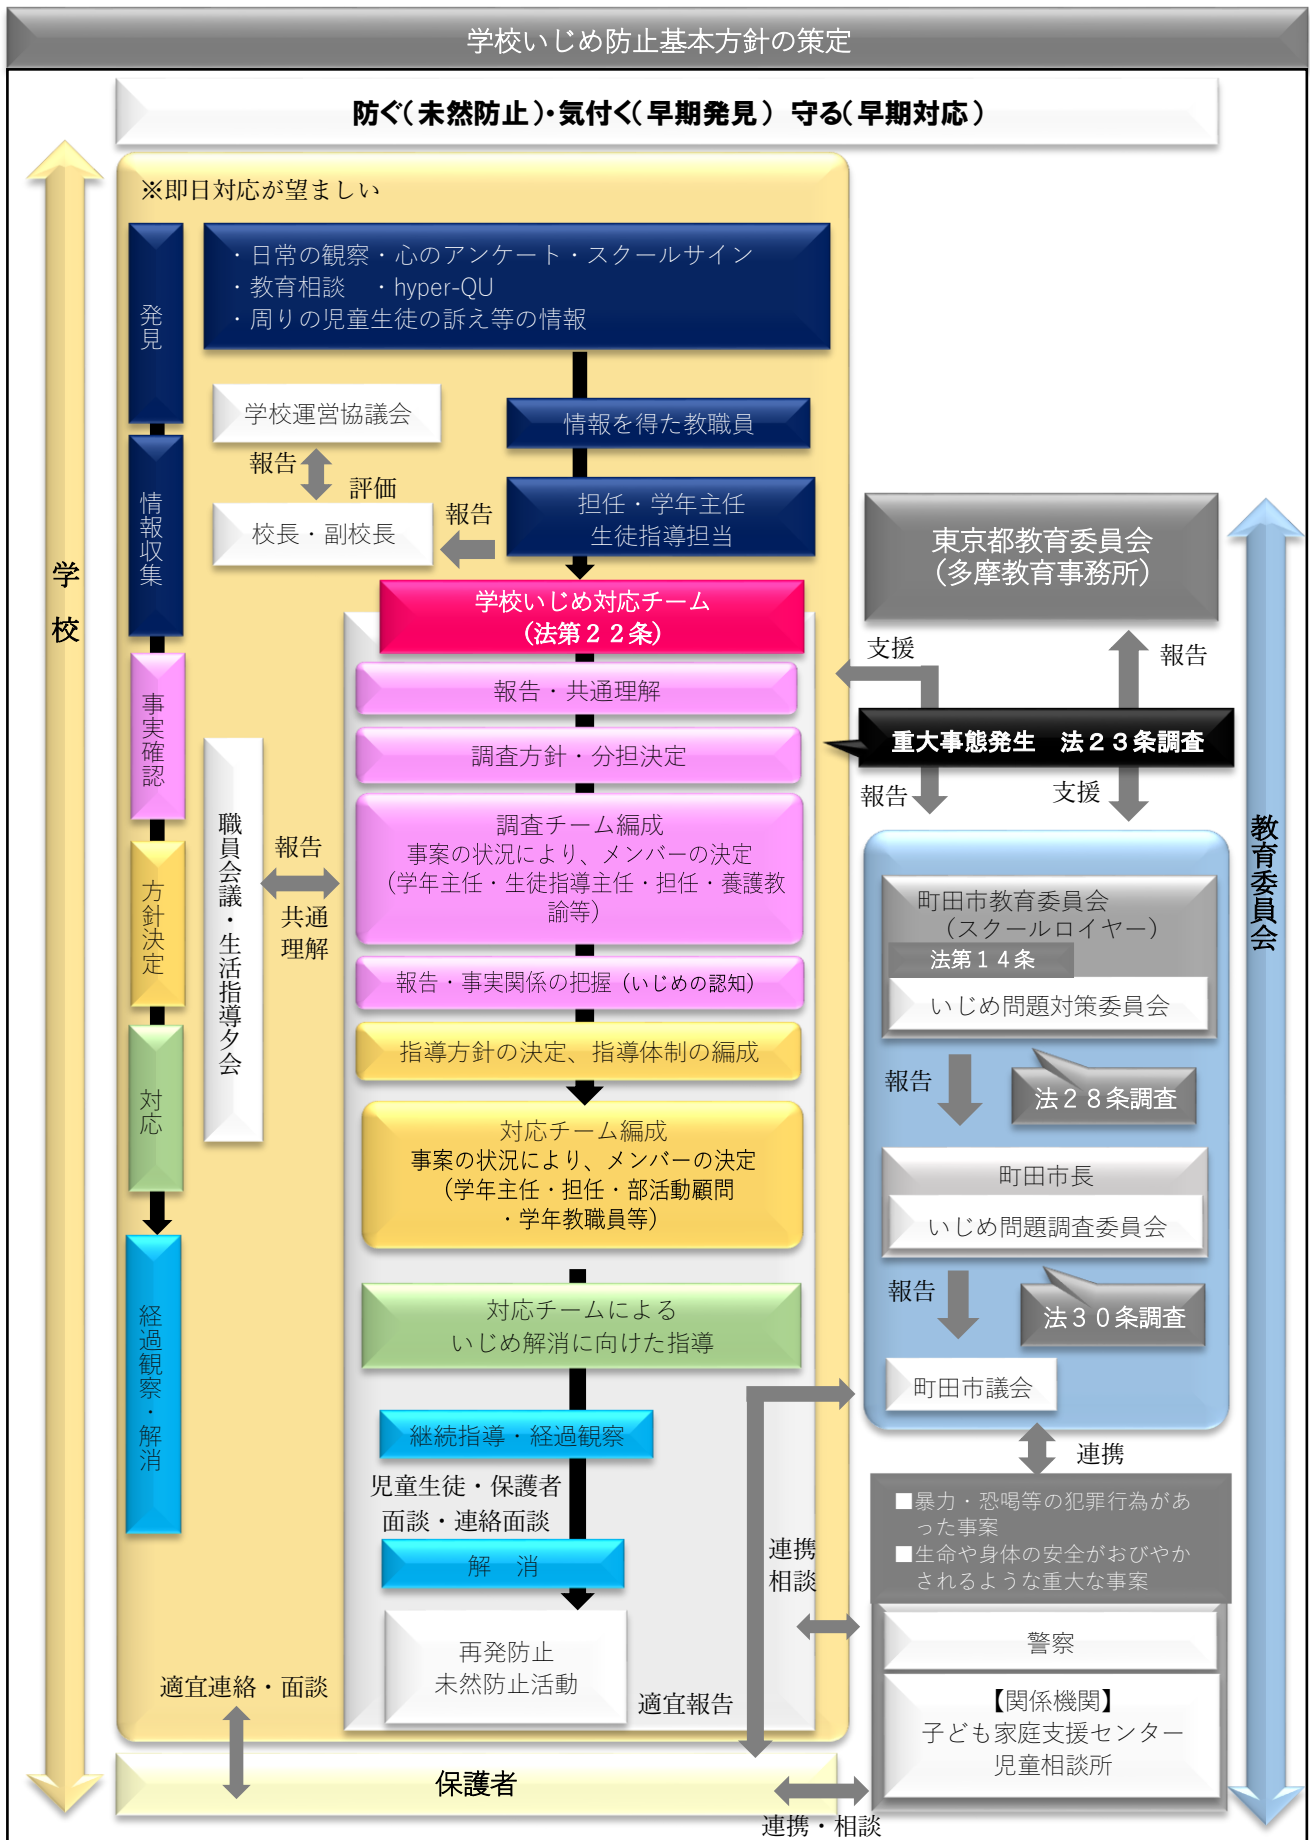 学校いじめ防止基本方針の策定
防ぐ(未然防止)・気付く(早期発見) 守る(早期対応)
※即日対応が望ましい
発見
・日常の観察・心のアンケート・スクールサイン
・教育相談　・hyper-QU
・周りの児童生徒の訴え等の情報
学校運営協議会
情報を得た教職員
報告
評価
情報収集
担任・学年主任
生徒指導担当
報告
校長・副校長
学校
学校いじめ対応チーム
(法第２２条)
報告・共通理解
事実確認
調査方針・分担決定
職員会議・生活指導夕会
調査チーム編成
事案の状況により、メンバーの決定
(学年主任・生徒指導主任・担任・養護教
諭等)
報告
共通
理解
方針決定
報告・事実関係の把握 (いじめの認知)
指導方針の決定、指導体制の編成
対応
対応チーム編成
事案の状況により、メンバーの決定
(学年主任・担任・部活動顧問
・学年教職員等)
経過観察・解消
対応チームによる
いじめ解消に向けた指導
継続指導・経過観察
児童生徒・保護者
面談・連絡面談
解　消
再発防止
未然防止活動
適宜連絡・面談
適宜報告
保護者
東京都教育委員会
(多摩教育事務所)
支援
報告
重大事態発生　法２３条調査
報告
支援
教育委員会
町田市教育委員会
(スクールロイヤー)
法第１４条
いじめ問題対策委員会
報告
法２８条調査
町田市長
いじめ問題調査委員会
報告
法３０条調査
町田市議会
連携
■暴力・恐喝等の犯罪行為があ
った事案
■生命や身体の安全がおびやか
されるような重大な事案
連携
相談
警察
【関係機関】
子ども家庭支援センター
児童相談所
連携・相談